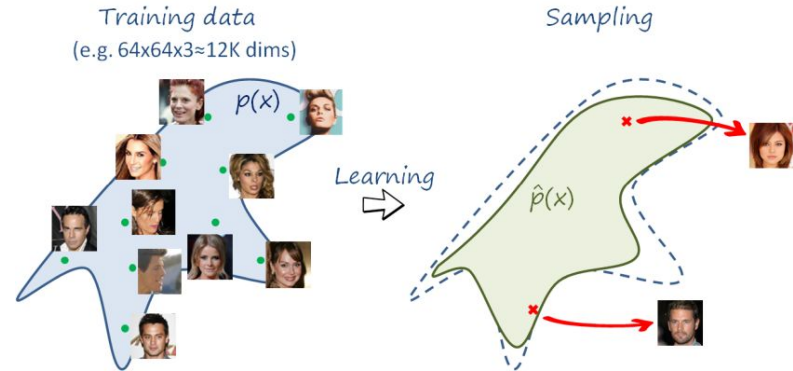 Training data
(e.g. 64x64x3≈12K dims)
p(x)
Learning
Sampling
p̂(x)